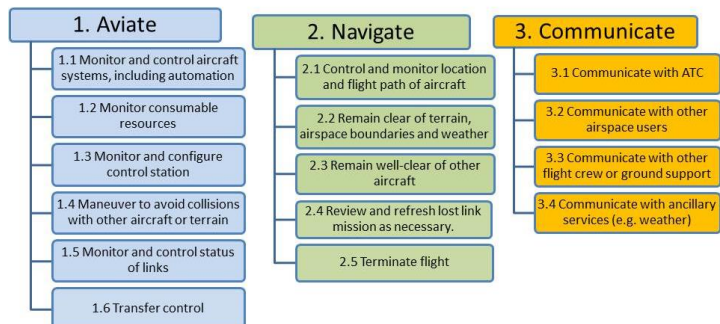 1. Aviate
1.1 Monitor and control aircraft
systems, including automation
1.2 Monitor consumable
resources
1.3 Monitor and configure
control station
1.4 Maneuver to avoid collisions
with other aircraft or terrain
1.5 Monitor and control status
of links
1.6 Transfer control
2. Navigate
2.1 Control and monitor location
and flight path of aircraft
2.2 Remain clear of terrain,
airspace boundaries and weather
2.3 Remain well-clear of other
aircraft
2.4 Review and refresh lost link
mission as necessary.
2.5 Terminate flight
3. Communicate
3.1 Communicate with ATC
3.2 Communicate with other
airspace users
3.3 Communicate with other
flight crew or ground support
3.4 Communicate with ancillary
services (e.g. weather)